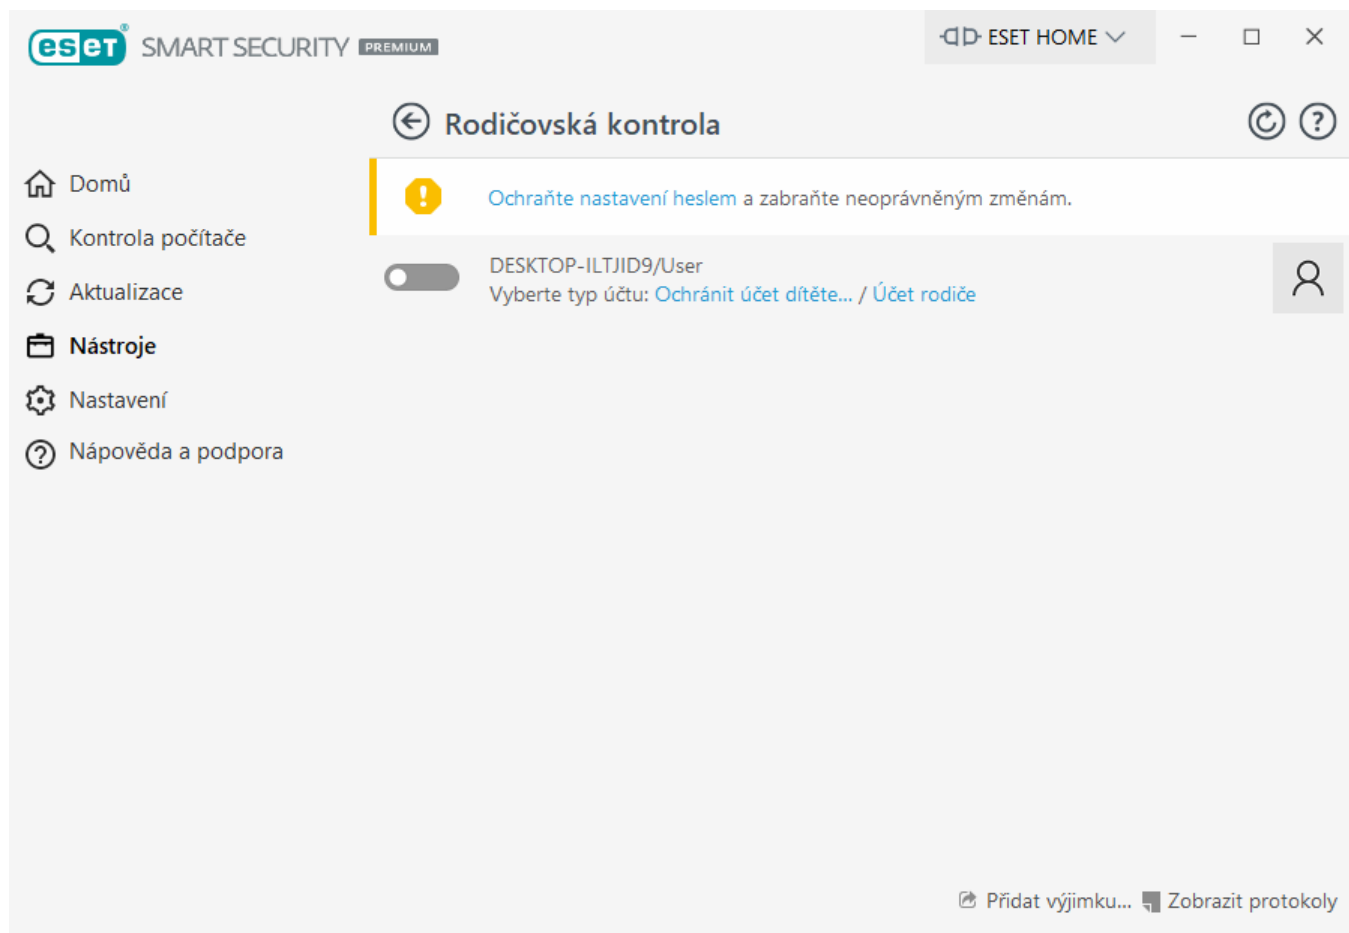 eset® SMART SECURITY PREMIUM
ESET HOME
Rodičovská kontrola
Domů
Kontrola počítače
Aktualizace
Nástroje
Nastavení
Nápověda a podpora
Ochraňte nastavení heslem a zabraňte neoprávněným změnám.
DESKTOP-ILTJID9/User
Vyberte typ účtu: Ochránit účet dítěte... / Účet rodiče
Přidat výjimku... Zobrazit protokoly